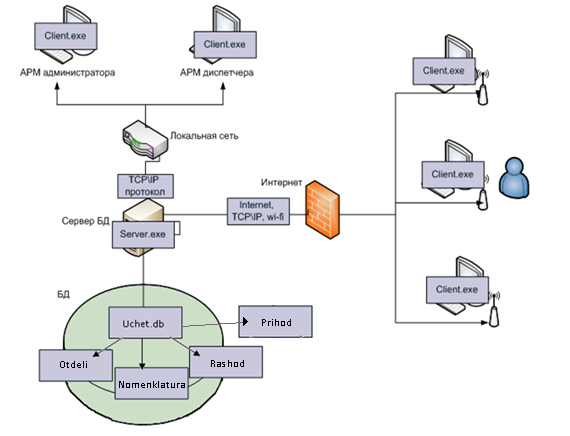 Client.exe
Client.exe
АРМ администратора
АРМ диспетчера
Client.exe
Локальная сеть
TCP\IP
протокол
Интернет
Client.exe
Сервер БД
Internet,
TCP\IP, wi-fi
Server.exe
Client.exe
БД
Uchet.db
Prihod
Otdeli
Rashod
Nomenklatura